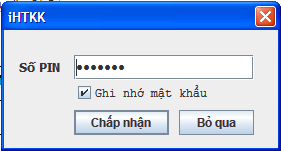 iHTKK
Số PIN •••••••
Ghi nhớ mật khẩu
Chấp nhận Bỏ qua